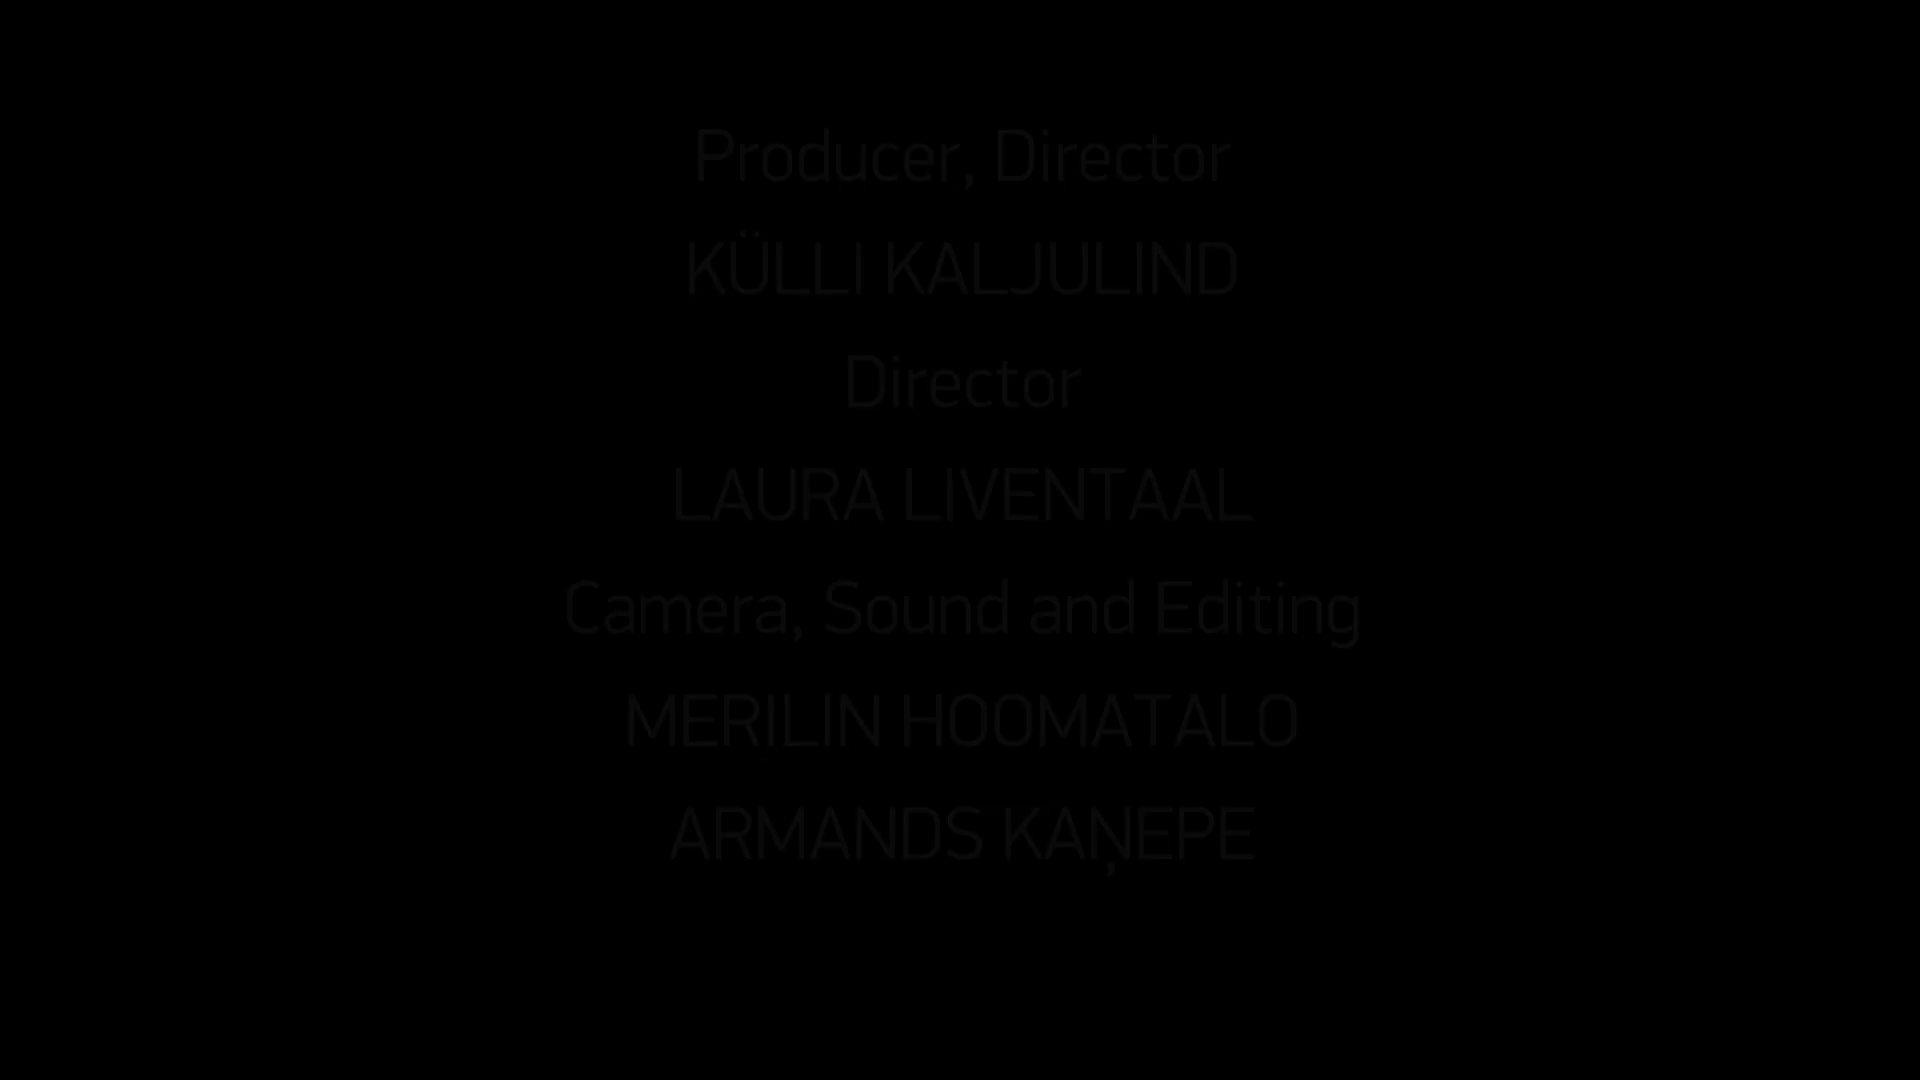 Producer, Director
KÜLLI KALJULIND
Director
LAURA LIVENTAAL
Camera, Sound and Editing
MERILIN HOOMATALO
ARMANDS KAŅEPE